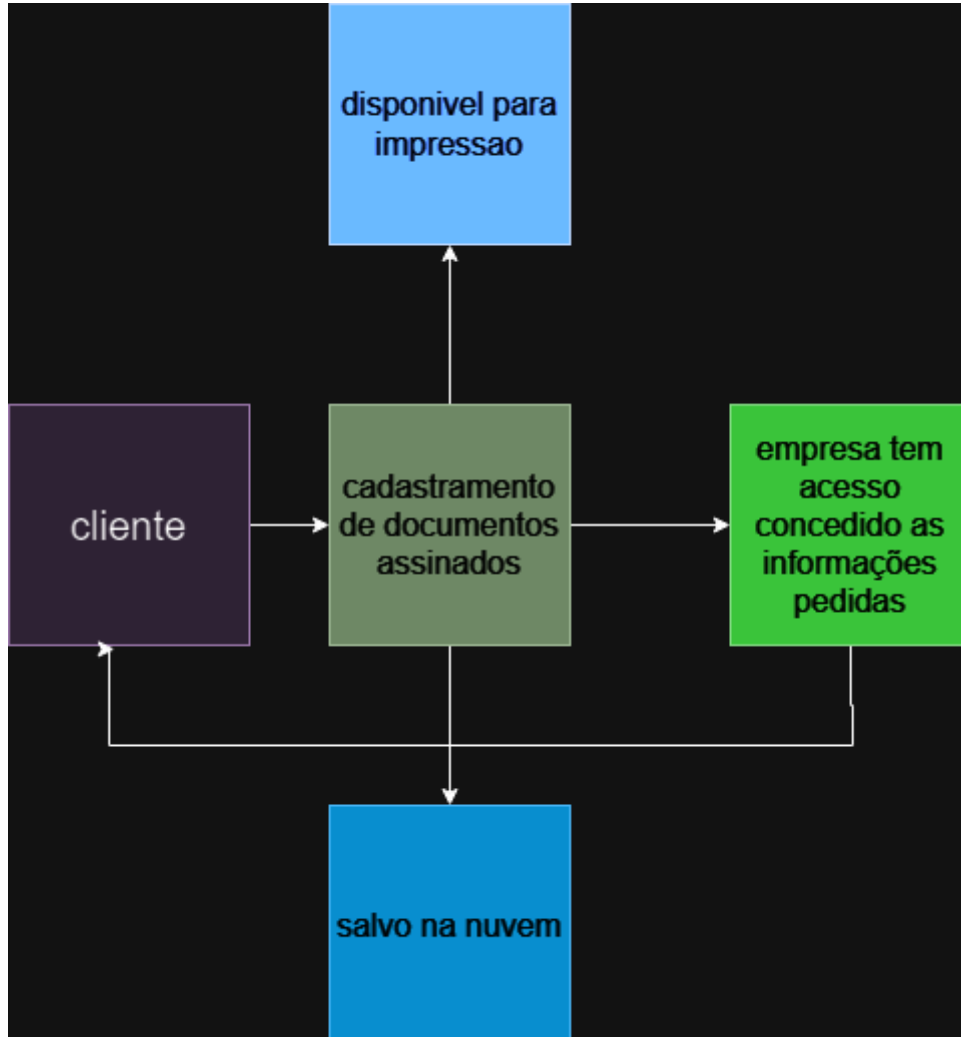 disponivel para
impressao
cliente
cadastramento
de documentos
assinados
empresa tem
acesso
concedido as
informações
pedidas
salvo na nuvem